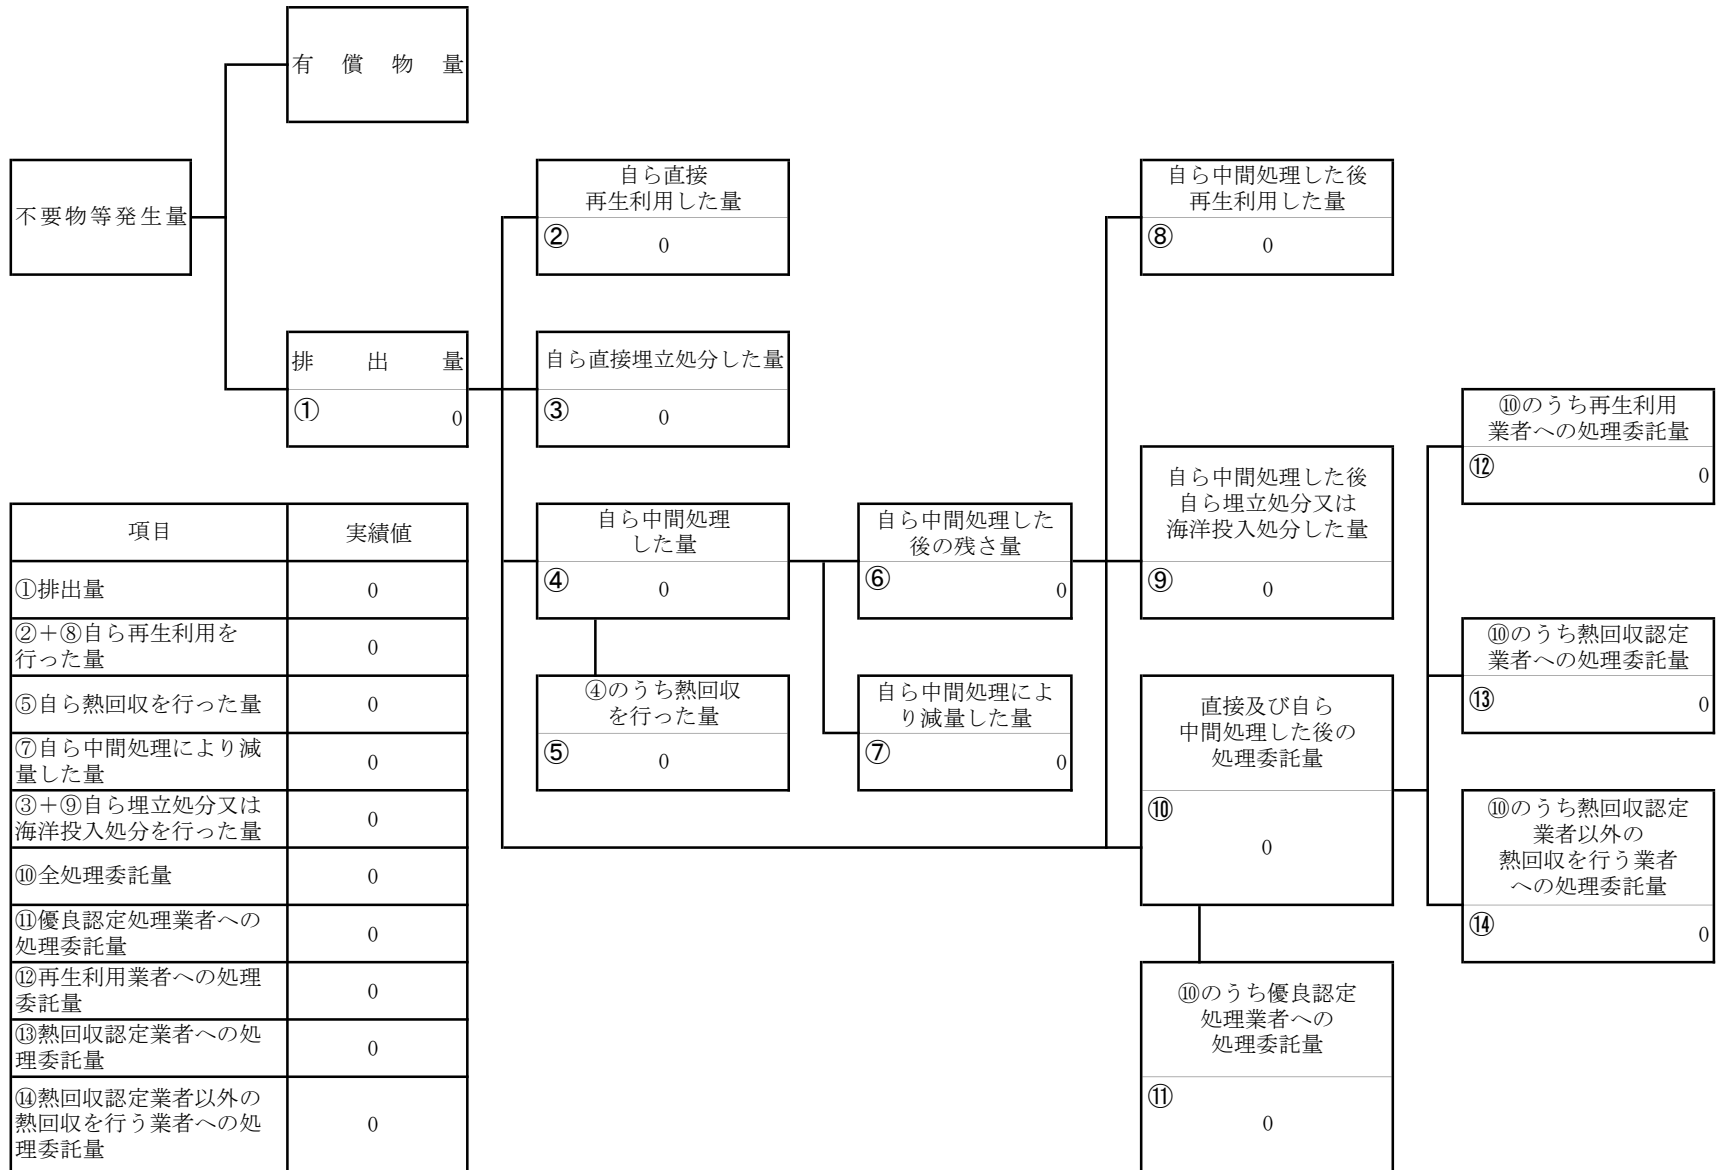 有償物量
不要物等発生量
排出量
①
0
自ら直接
再生利用した量
②
0
自ら直接埋立処分した量
③
0
自ら中間処理
した量
④
0
④のうち熱回収
を行った量
⑤
0
自ら中間処理した
後の残さ量
⑥
0
自ら中間処理によ
り減量した量
⑦
0
自ら中間処理した後
再生利用した量
⑧
0
自ら中間処理した後
自ら埋立処分又は
海洋投入処分した量
⑨
0
直接及び自ら
中間処理した後の
処理委託量
⑩
0
⑩のうち優良認定
処理業者への
処理委託量
⑪
0
⑩のうち再生利用
業者への処理委託量
⑫
0
⑩のうち熱回収認定
業者への処理委託量
⑬
0
⑩のうち熱回収認定
業者以外の
熱回収を行う業者
への処理委託量
⑭
0
項目 実績値
①排出量 0
②+⑧自ら再生利用を
行った量
0
⑤自ら熱回収を行った量 0
⑦自ら中間処理により減
量した量
0
③+⑨自ら埋立処分又は
海洋投入処分を行った量
0
⑩全処理委託量 0
⑪優良認定処理業者への
処理委託量
0
⑫再生利用業者への処理
委託量
0
⑬熱回収認定業者への処
理委託量
0
⑭熱回収認定業者以外の
熱回収を行う業者への処
理委託量
0